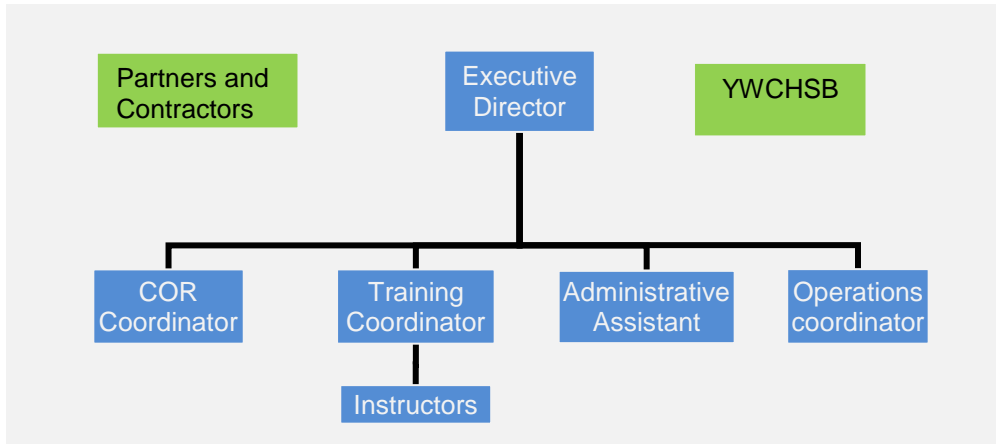 Partners and
Contractors
Executive
Director
YWCHSB
COR
Coordinator
Training
Coordinator
Administrative
Assistant
Operations
coordinator
Instructors